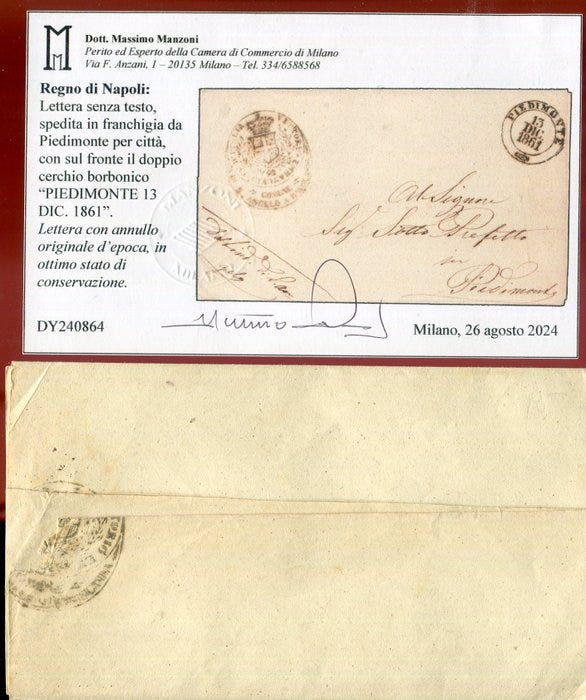 Dott. Massimo Manzoni
Perito ed Esperto della Camera di Commercio di Milano
Via F. Anzani, 1 – 20135 Milano – Tel. 334/6588568
Regno di Napoli:
Lettera senza testo,
spedita in franchigia da
Piedimonte per città,
con sul fronte il doppio
cerchio borbonico
“PIEDIMONTE 13
DIC. 1861”.
Lettera con annullo
originale d’epoca, in
ottimo stato di
conservazione.
PIEDIMONTE
13
DIC.
1861
Al Signore
Sig Sotto Prefetto
in
Piedimonte
MANZONI
DY240864
Milano, 26 agosto 2024